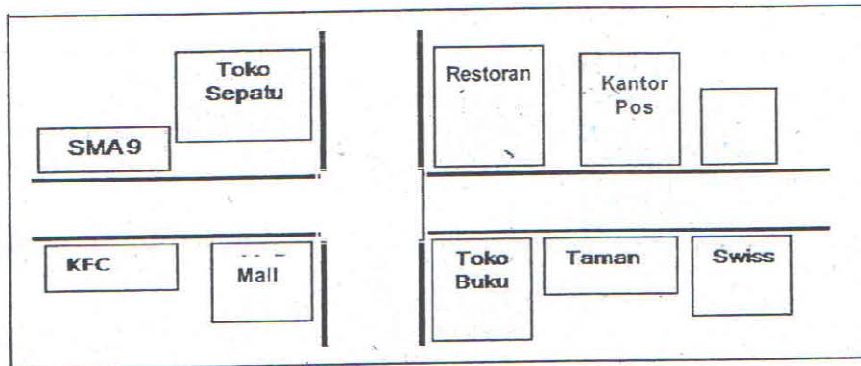 Toko
Sepatu
SMA9
Restoran
Kantor
Pos
KFC
Mall
Toko
Buku
Taman
Swiss